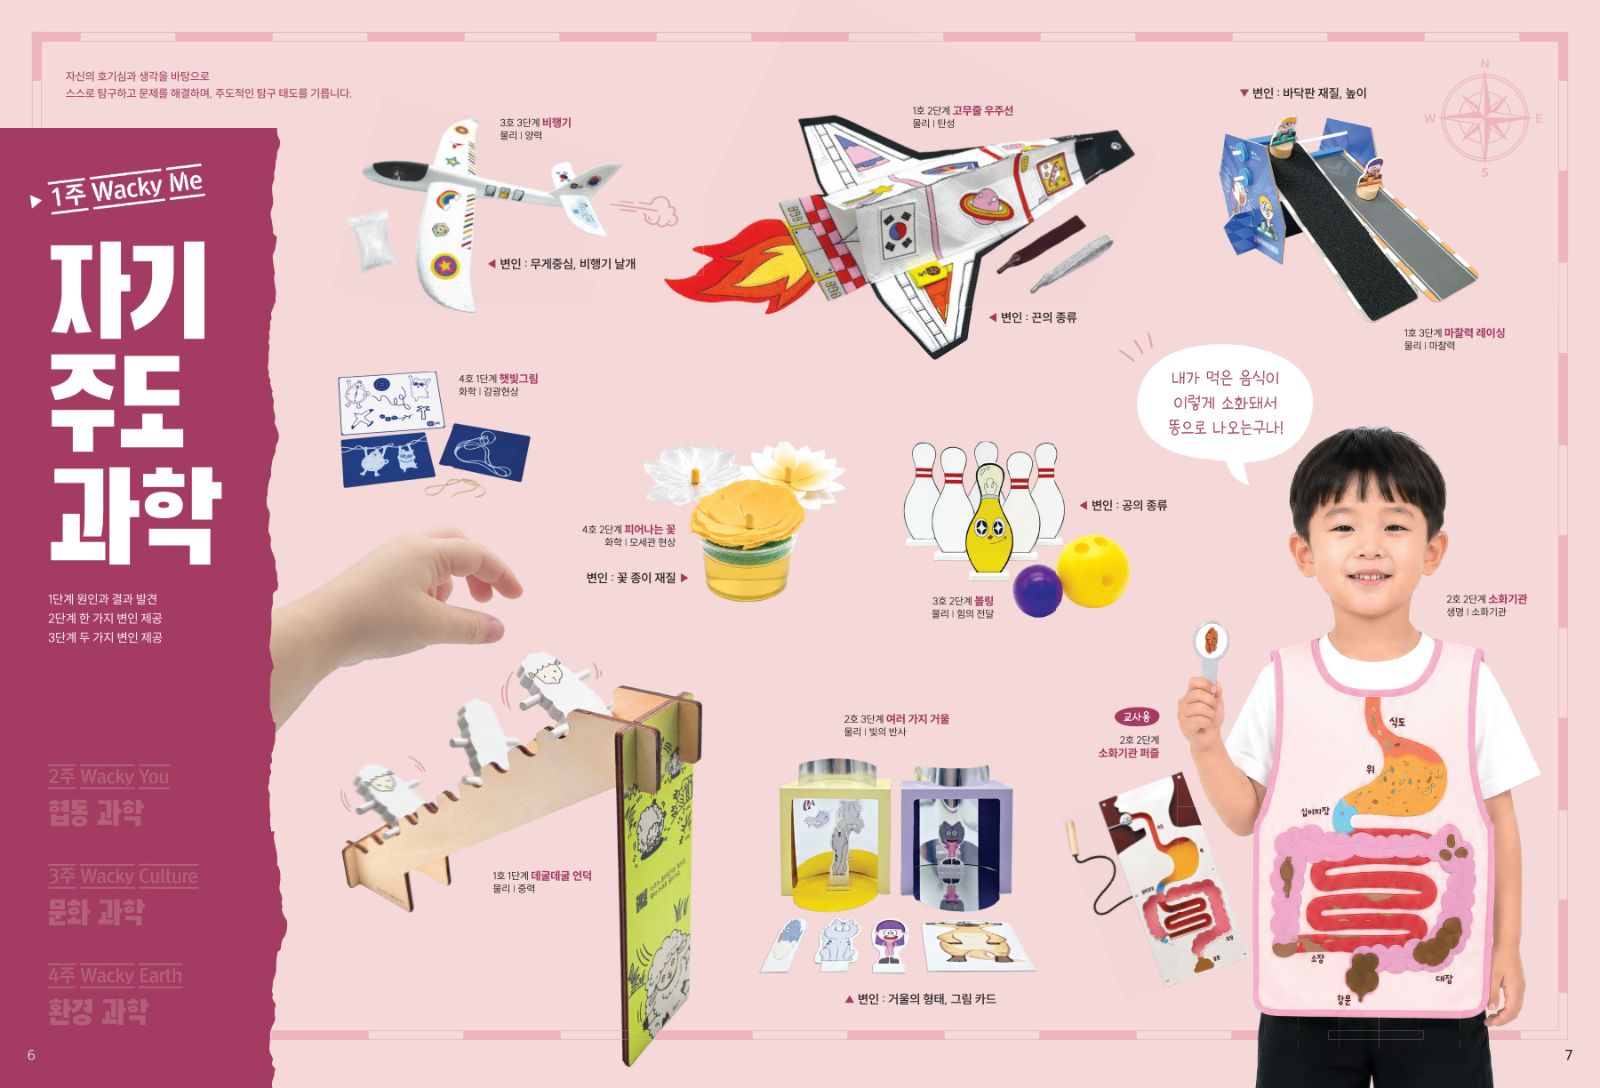 자신의 호기심과 생각을 바탕으로
스스로 탐구하고 문제를 해결하며, 주도적인 탐구 태도를 기릅니다.
1주 Wacky Me
자기
주도
과학
1단계 원인과 결과 발견
2단계 한 가지 변인 제공
3단계 두 가지 변인 제공
2주 Wacky You
협동 과학
3주 Wacky Culture
문화 과학
4주 Wacky Earth
환경 과학
6
3호 3단계 비행기
물리 | 양력
◀ 변인 : 무게중심, 비행기 날개
1호 2단계 고무줄 우주선
물리 | 탄성
◀ 변인 : 끈의 종류
▼ 변인 : 바닥판 재질, 높이
N
W
E
S
1호 3단계 마찰력 레이싱
물리 | 마찰력
4호 1단계 햇빛그림
화학 | 감광현상
4호 2단계 피어나는 꽃
화학 | 모세관 현상
변인 : 꽃 종이 재질 ▶
◀ 변인 : 공의 종류
3호 2단계 볼링
물리 | 힘의 전달
내가 먹은 음식이
이렇게 소화돼서
똥으로 나오는구나!
2호 2단계 소화기관
생명 | 소화기관
1호 1단계 데굴데굴 언덕
물리 | 중력
2호 3단계 여러 가지 거울
물리 | 빛의 반사
▲ 변인 : 거울의 형태, 그림 카드
교사용
2호 2단계
소화기관 퍼즐
식도
위
십이지장
소장
대장
항문
7